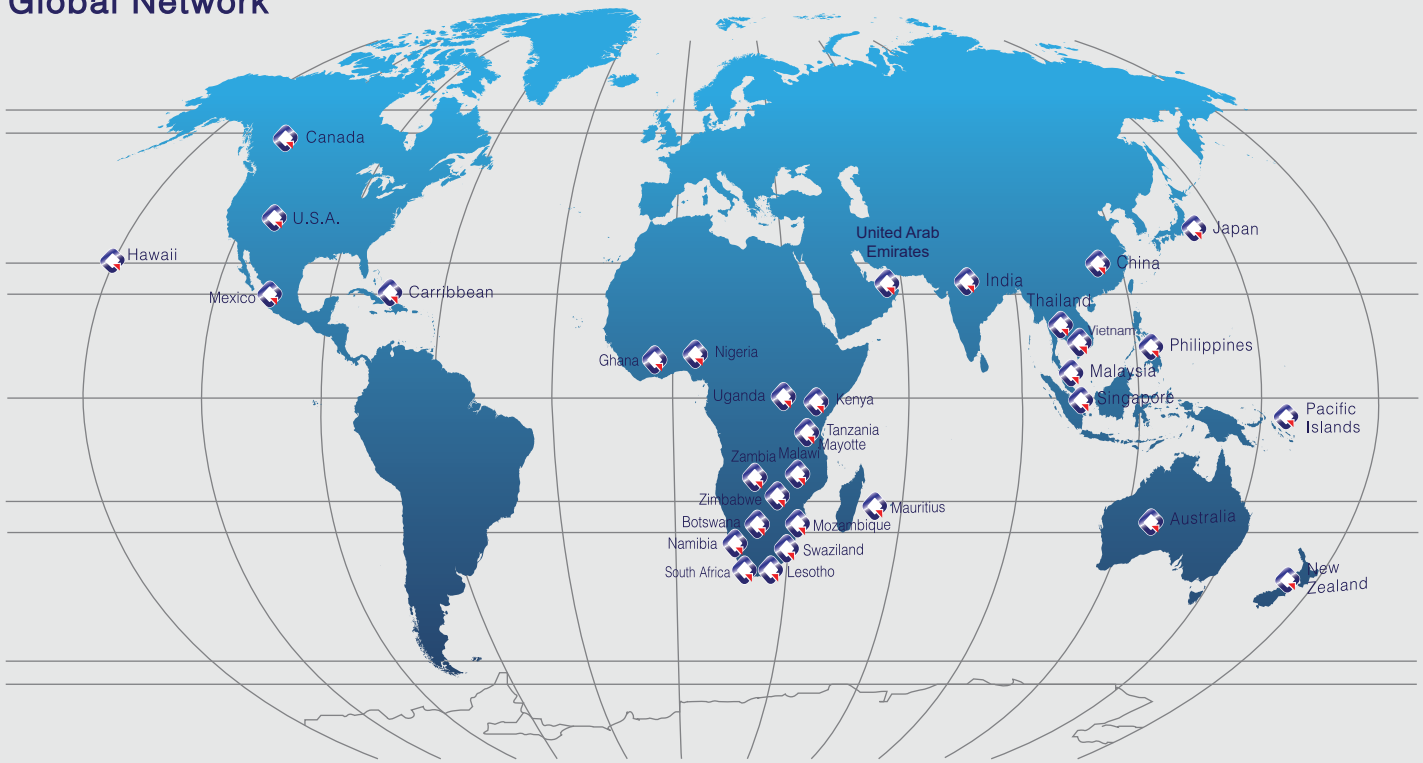 Global Network
Canada
U.S.A.
Hawaii
Mexico
Carribbean
United Arab
Emirates
Japan
China
India
Thailand
Vietnam
Philippines
Malaysia
Singapore
Ghana
Nigeria
Uganda
Kenya
Tanzania
Mayotte
Zambia
Malawi
Zimbabwe
Mauritius
Botswana
Mozambique
Namibia
Swaziland
South Africa
Lesotho
Pacific
Islands
Australia
New
Zealand